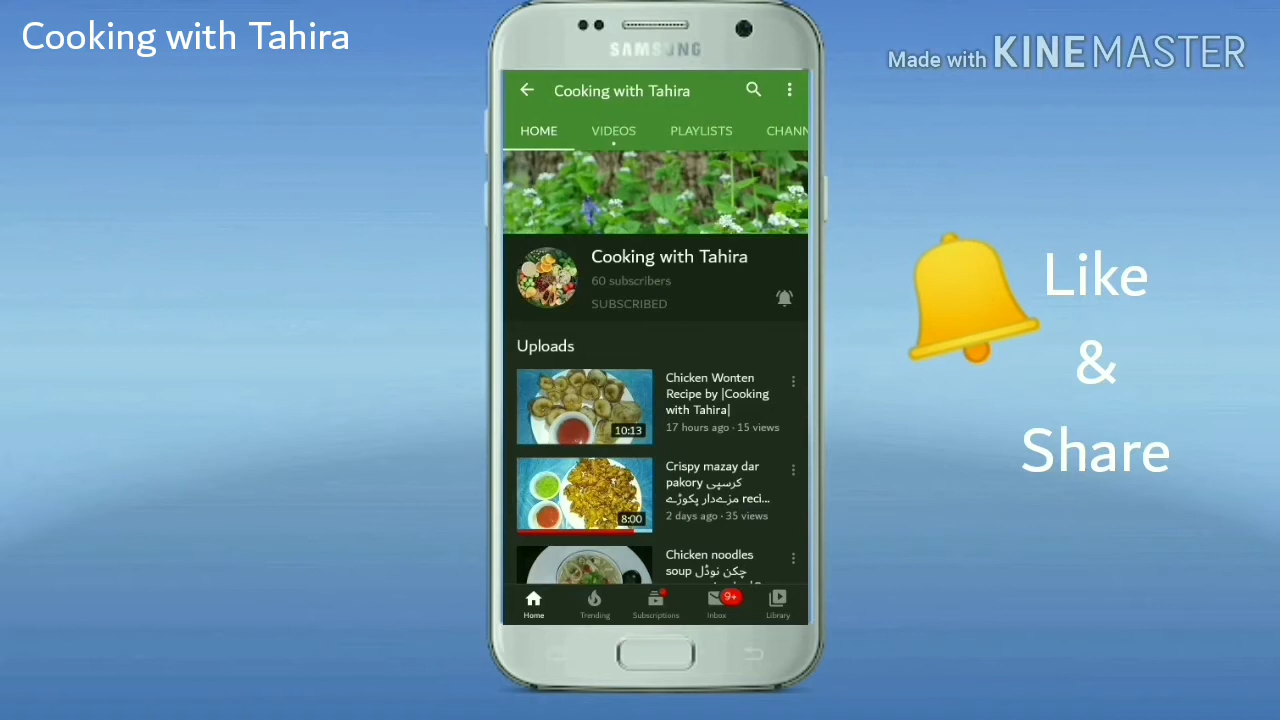 Cooking with Tahira
Made with KINEMASTER
SAMSUNG
Cooking with Tahira
HOME VIDEOS PLAYLISTS CHANN
Cooking with Tahira
60 subscribers
SUBSCRIBED
Uploads
Chicken Wonten
Recipe by |Cooking
with Tahira|
17 hours ago · 15 views
10:13
Crispy mazay dar
pakory کرسپی
مزےدار پکوڑے reci...
2 days ago · 35 views
8:00
Chicken noodles
soup چکن نوڈل
9+
Home Trending Subscriptions Inbox Library
Like
&
Share